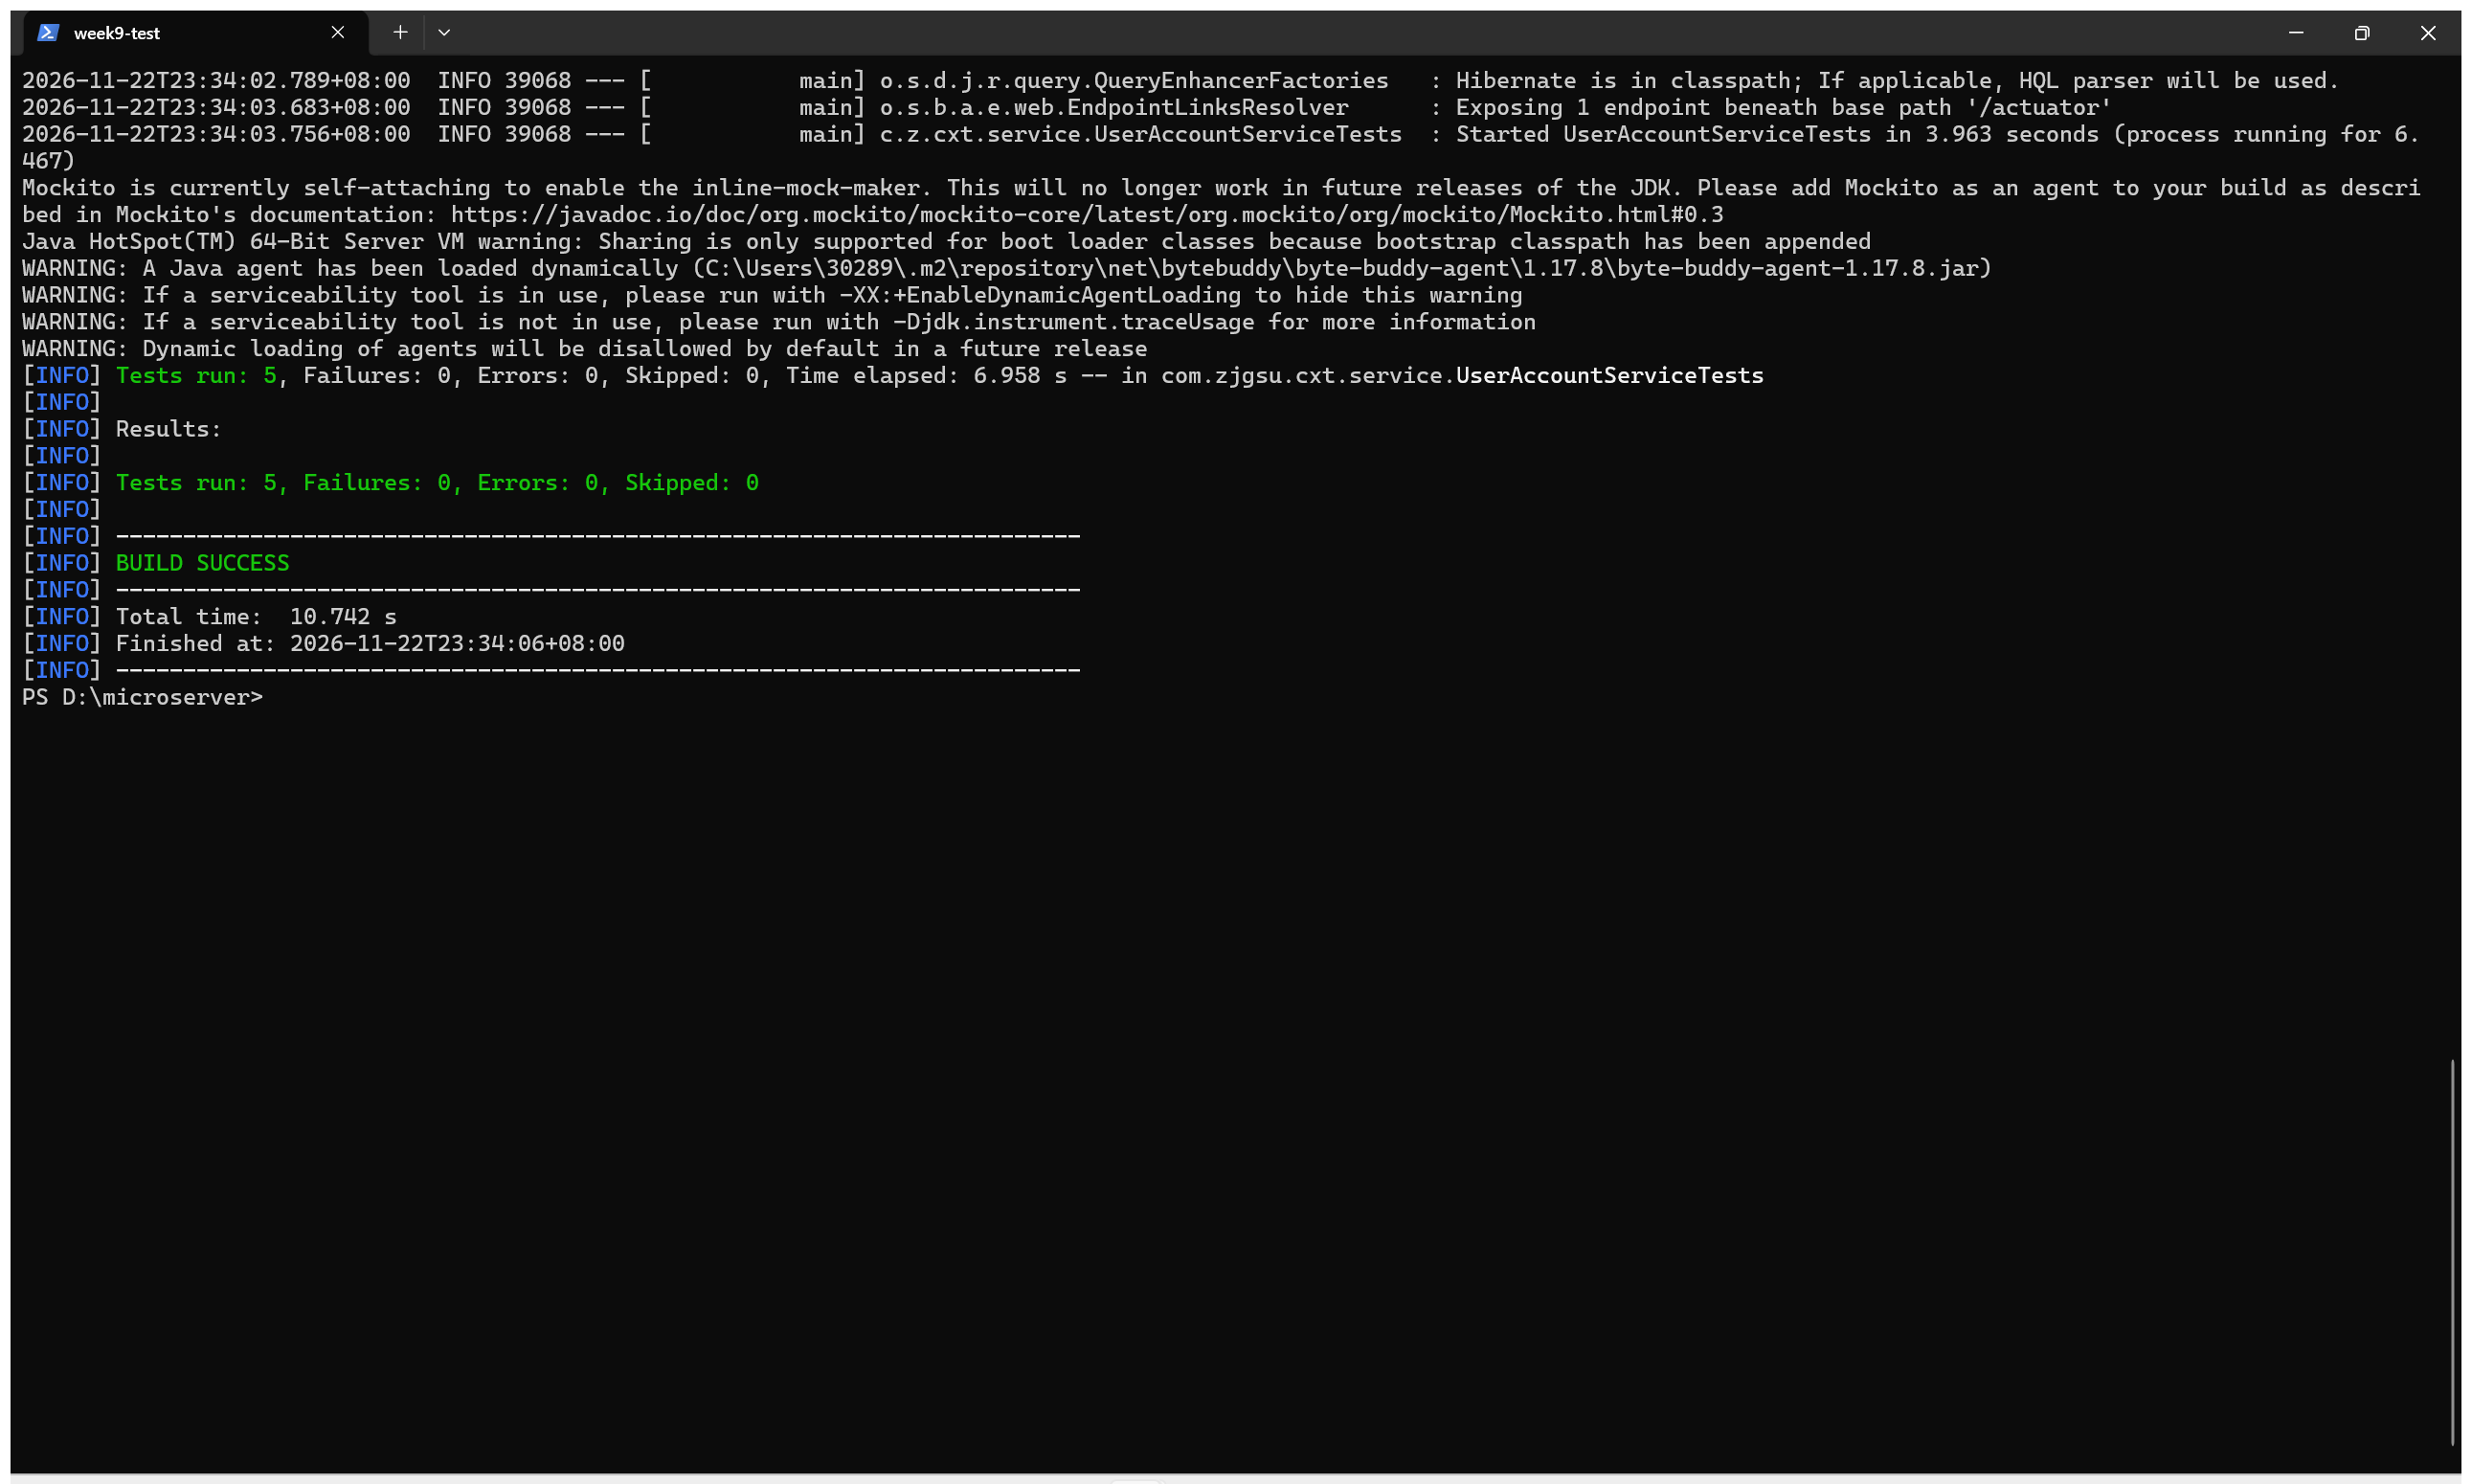 week9-test
2026-11-22T23:34:02.789+08:00  INFO 39068 --- [           main] o.s.d.j.r.query.QueryEnhancerFactories   : Hibernate is in classpath; If applicable, HQL parser will be used.
2026-11-22T23:34:03.683+08:00  INFO 39068 --- [           main] o.s.b.a.e.web.EndpointLinksResolver      : Exposing 1 endpoint beneath base path '/actuator'
2026-11-22T23:34:03.756+08:00  INFO 39068 --- [           main] c.z.cxt.service.UserAccountServiceTests  : Started UserAccountServiceTests in 3.963 seconds (process running for 6.
467)
Mockito is currently self-attaching to enable the inline-mock-maker. This will no longer work in future releases of the JDK. Please add Mockito as an agent to your build as descri
bed in Mockito's documentation: https://javadoc.io/doc/org.mockito/mockito-core/latest/org.mockito/org/mockito/Mockito.html#0.3
Java HotSpot(TM) 64-Bit Server VM warning: Sharing is only supported for boot loader classes because bootstrap classpath has been appended
WARNING: A Java agent has been loaded dynamically (C:\Users\30289\.m2\repository\net\bytebuddy\byte-buddy-agent\1.17.8\byte-buddy-agent-1.17.8.jar)
WARNING: If a serviceability tool is in use, please run with -XX:+EnableDynamicAgentLoading to hide this warning
WARNING: If a serviceability tool is not in use, please run with -Djdk.instrument.traceUsage for more information
WARNING: Dynamic loading of agents will be disallowed by default in a future release
[INFO] Tests run: 5, Failures: 0, Errors: 0, Skipped: 0, Time elapsed: 6.958 s -- in com.zjgsu.cxt.service.UserAccountServiceTests
[INFO]
[INFO] Results:
[INFO]
[INFO] Tests run: 5, Failures: 0, Errors: 0, Skipped: 0
[INFO]
[INFO] ------------------------------------------------------------------------
[INFO] BUILD SUCCESS
[INFO] ------------------------------------------------------------------------
[INFO] Total time:  10.742 s
[INFO] Finished at: 2026-11-22T23:34:06+08:00
[INFO] ------------------------------------------------------------------------
PS D:\microserver>